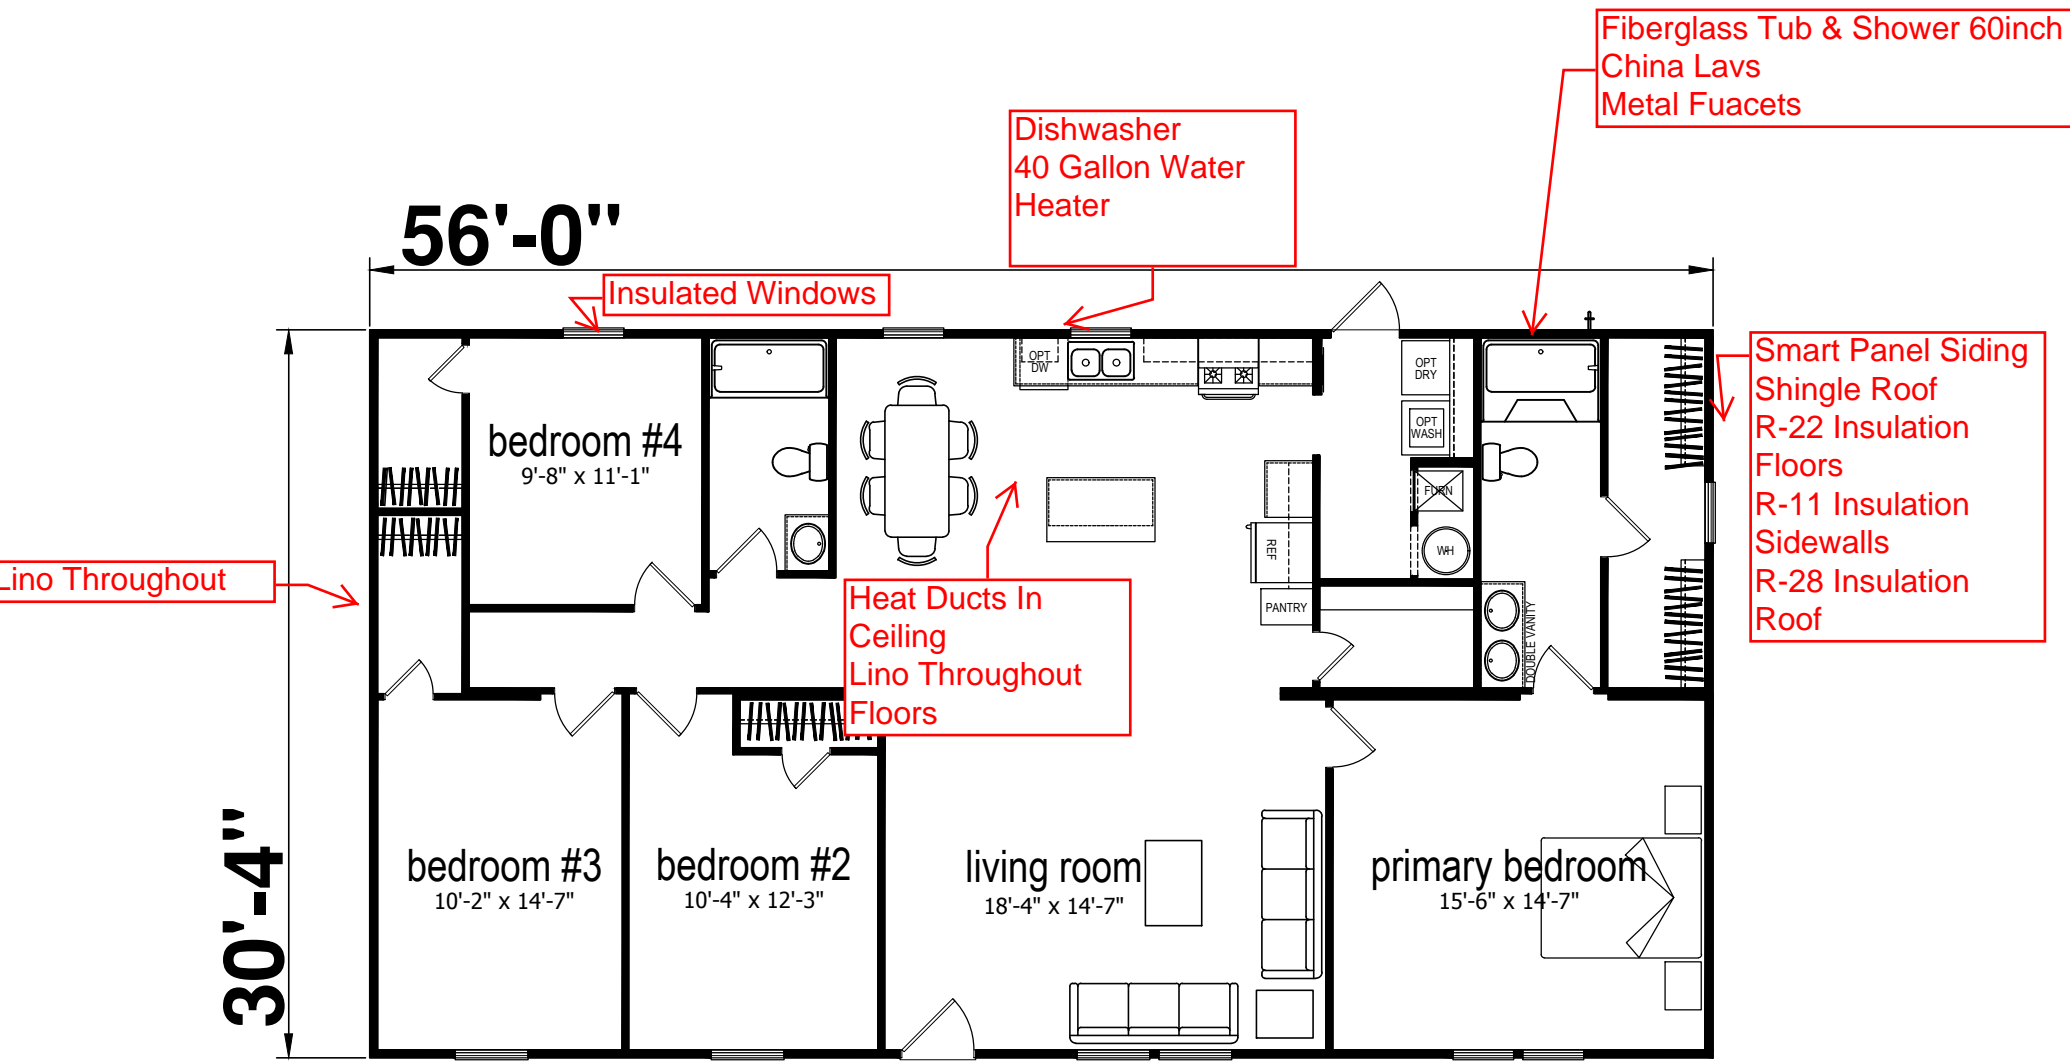 Fiberglass Tub & Shower 60inch
China Lavs
Metal Fuacets
Dishwasher
40 Gallon Water
Heater
56'-0"
Insulated Windows
Smart Panel Siding
Shingle Roof
R-22 Insulation
Floors
R-11 Insulation
Sidewalls
R-28 Insulation
Roof
OPT
DW
OPT
DRY
OPT
WASH
bedroom #4
9'-8" x 11'-1"
FURN
REF
WH
Lino Throughout
Heat Ducts In
Ceiling
Lino Throughout
Floors
PANTRY
DOUBLE VANITY
30'-4"
bedroom #3
10'-2" x 14'-7"
bedroom #2
10'-4" x 12'-3"
living room
18'-4" x 14'-7"
primary bedroom
15'-6" x 14'-7"